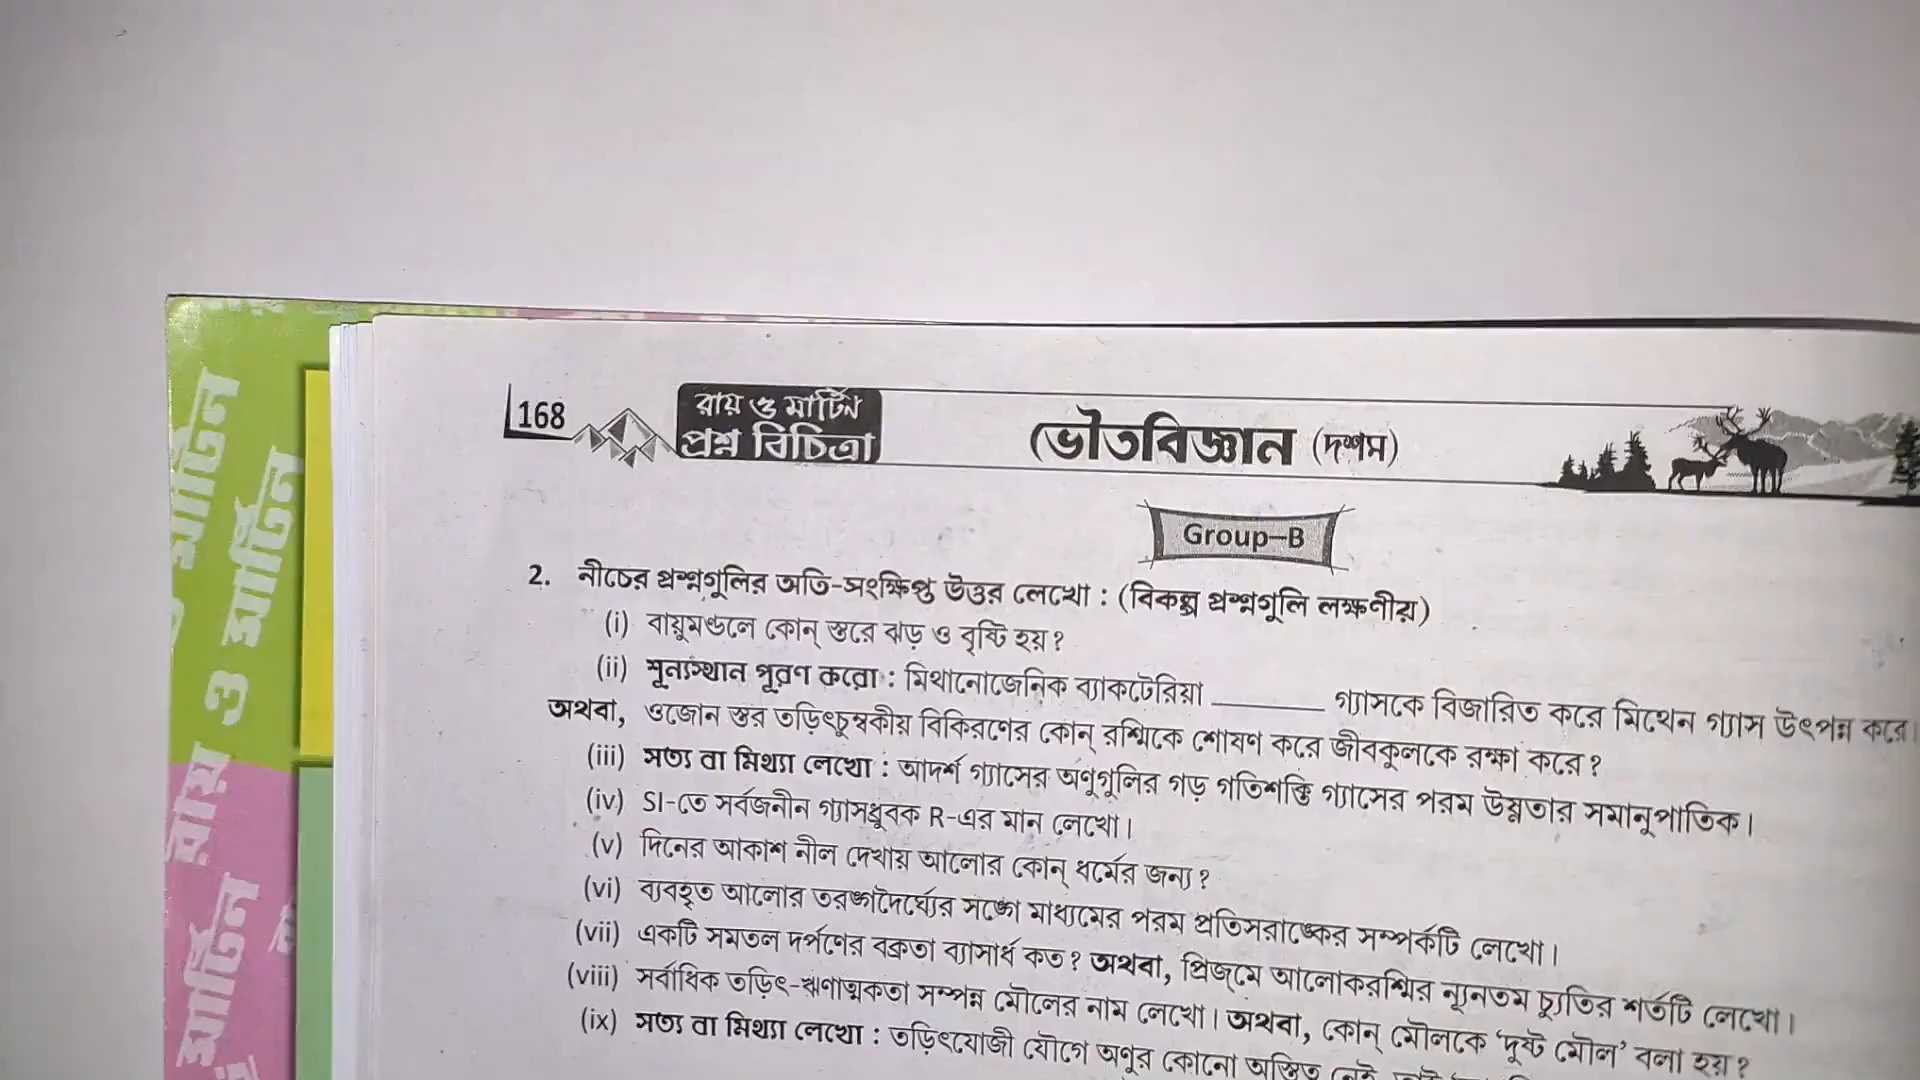 168
রায় ও মার্টিন
প্রশ্ন বিচিত্রা
ভৌতবিজ্ঞান (দশম)
Group–B
2. নীচের প্রশ্নগুলির অতি-সংক্ষিপ্ত উত্তর লেখো : (বিকল্প প্রশ্নগুলি লক্ষণীয়)
(i) বায়ুমণ্ডলে কোন্ স্তরে ঝড় ও বৃষ্টি হয়?
(ii) শূন্যস্থান পূরণ করো : মিথানোজেনিক ব্যাকটেরিয়া ________ গ্যাসকে বিজারিত করে মিথেন গ্যাস উৎপন্ন করে।
অথবা, ওজোন স্তর তড়িৎচুম্বকীয় বিকিরণের কোন্ রশ্মিকে শোষণ করে জীবকুলকে রক্ষা করে?
(iii) সত্য বা মিথ্যা লেখো : আদর্শ গ্যাসের অণুগুলির গড় গতিশক্তি গ্যাসের পরম উষ্ণতার সমানুপাতিক।
(iv) SI-তে সর্বজনীন গ্যাসধ্রুবক R-এর মান লেখো।
(v) দিনের আকাশ নীল দেখায় আলোর কোন্ ধর্মের জন্য?
(vi) ব্যবহৃত আলোর তরঙ্গদৈর্ঘ্যের সঙ্গে মাধ্যমের পরম প্রতিসরাঙ্কের সম্পর্কটি লেখো।
(vii) একটি সমতল দর্পণের বক্রতা ব্যাসার্ধ কত? অথবা, প্রিজ্‌মে আলোকরশ্মির ন্যূনতম চ্যুতির শর্তটি লেখো।
(viii) সর্বাধিক তড়িৎ-ঋণাত্মকতা সম্পন্ন মৌলের নাম লেখো। অথবা, কোন্ মৌলকে 'দুষ্ট মৌল' বলা হয়?
(ix) সত্য বা মিথ্যা লেখো : তড়িৎযোজী যৌগে অণুর কোনো অস্তিত্ব নেই,
রায় ও মার্টিন
ও মার্টিন
মার্টিন